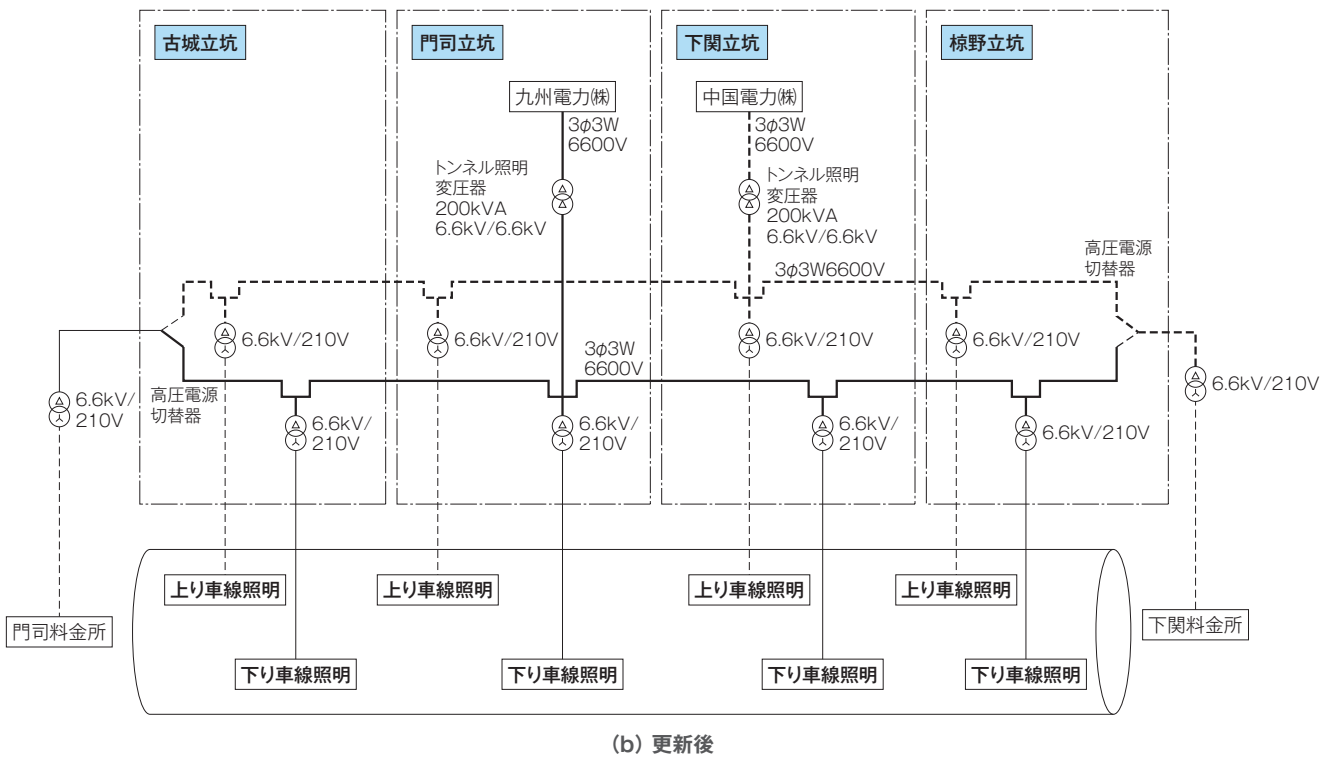 古城立坑
門司立坑
下関立坑
椋野立坑
九州電力㈱
中国電力㈱
3φ3W
6600V
3φ3W
6600V
トンネル照明
変圧器
200kVA
6.6kV/6.6kV
トンネル照明
変圧器
200kVA
6.6kV/6.6kV
高圧電源
切替器
3φ3W6600V
6.6kV/210V
6.6kV/210V
6.6kV/210V
6.6kV/210V
3φ3W
6600V
6.6kV/
210V
高圧電源
切替器
6.6kV/210V
6.6kV/
210V
6.6kV/
210V
6.6kV/
210V
6.6kV/210V
上り車線照明
上り車線照明
上り車線照明
上り車線照明
門司料金所
下関料金所
下り車線照明
下り車線照明
下り車線照明
下り車線照明
(b) 更新後